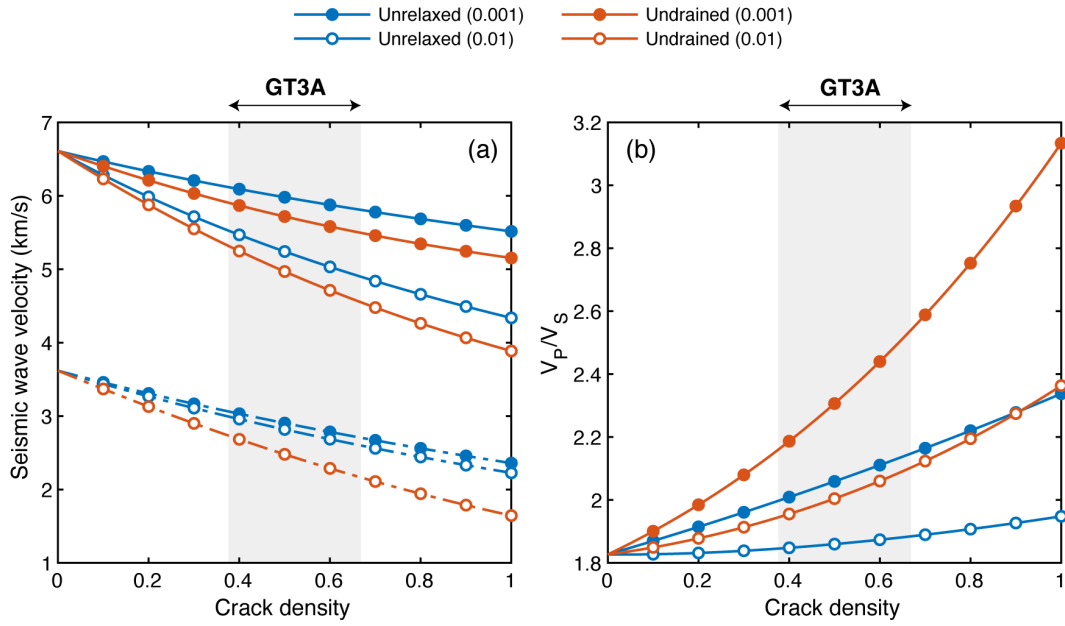 Unrelaxed (0.001) Undrained (0.001)
Unrelaxed (0.01) Undrained (0.01)
GT3A
(a)
Seismic wave velocity (km/s)
7
6
5
4
3
2
1
0 0.2 0.4 0.6 0.8 1
Crack density
GT3A
(b)
V_P/V_S
3.2
3
2.8
2.6
2.4
2.2
2
1.8
0 0.2 0.4 0.6 0.8 1
Crack density